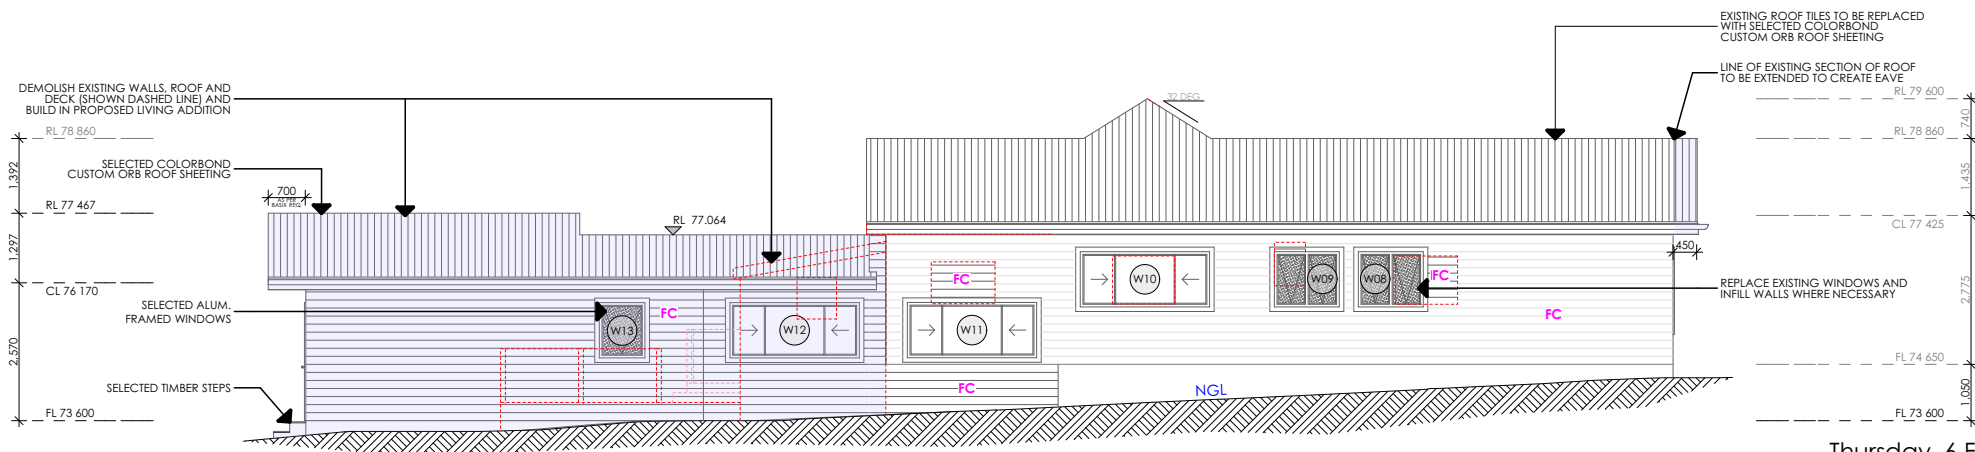 EXISTING ROOF TILES TO BE REPLACED
WITH SELECTED COLORBOND
CUSTOM ORB ROOF SHEETING
LINE OF EXISTING SECTION OF ROOF
TO BE EXTENDED TO CREATE EAVE
DEMOLISH EXISTING WALLS, ROOF AND
DECK (SHOWN DASHED LINE) AND
BUILD IN PROPOSED LIVING ADDITION
32 DEG
RL 79 600
740
RL 78 860
RL 78 860
1,392
SELECTED COLORBOND
CUSTOM ORB ROOF SHEETING
1,435
700
AS PER
BASIX REQ.
RL 77 467
RL 77.064
CL 77 425
1,297
450
FC
W10
W09
W08
FC
CL 76 170
REPLACE EXISTING WINDOWS AND
INFILL WALLS WHERE NECESSARY
2,775
SELECTED ALUM.
FRAMED WINDOWS
FC
FC
W13
W12
W11
2,570
FL 74 650
SELECTED TIMBER STEPS
FC
NGL
1,050
FL 73 600
FL 73 600
Thursday, 6 F